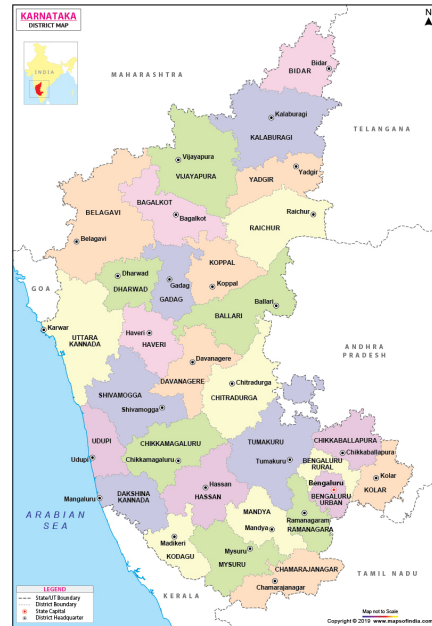 KARNATAKA
DISTRICT MAP
N
INDIA
MAHARASHTRA
Bidar
BIDAR
Kalaburagi
KALABURAGI
TELANGANA
Vijayapura
VIJAYAPURA
Yadgir
YADGIR
BAGALKOT
Bagalkot
BELAGAVI
Raichur
RAICHUR
Belagavi
KOPPAL
Dharwad
DHARWAD
Gadag
GADAG
Koppal
GOA
Ballari
BALLARI
Karwar
UTTARA
KANNADA
Haveri
HAVERI
ANDHRA
PRADESH
Davanagere
DAVANAGERE
Chitradurga
CHITRADURGA
SHIVAMOGGA
Shivamogga
UDUPI
Udupi
CHIKKAMAGALURU
Chikkamagaluru
TUMAKURU
Tumakuru
CHIKKABALLAPURA
Chikkaballapura
BENGALURU
RURAL
Bengaluru
BENGALURU
URBAN
Kolar
KOLAR
Mangaluru
DAKSHINA
KANNADA
Hassan
HASSAN
ARABIAN
SEA
MANDYA
Mandya
Ramanagaram
RAMANAGARA
Madikeri
KODAGU
Mysuru
MYSURU
CHAMARAJANAGAR
Chamarajanagar
TAMIL NADU
KERALA
LEGEND
State/UT Boundary
District Boundary
State Capital
District Headquarter
Map not to Scale
Copyright © 2019 www.mapsofindia.com